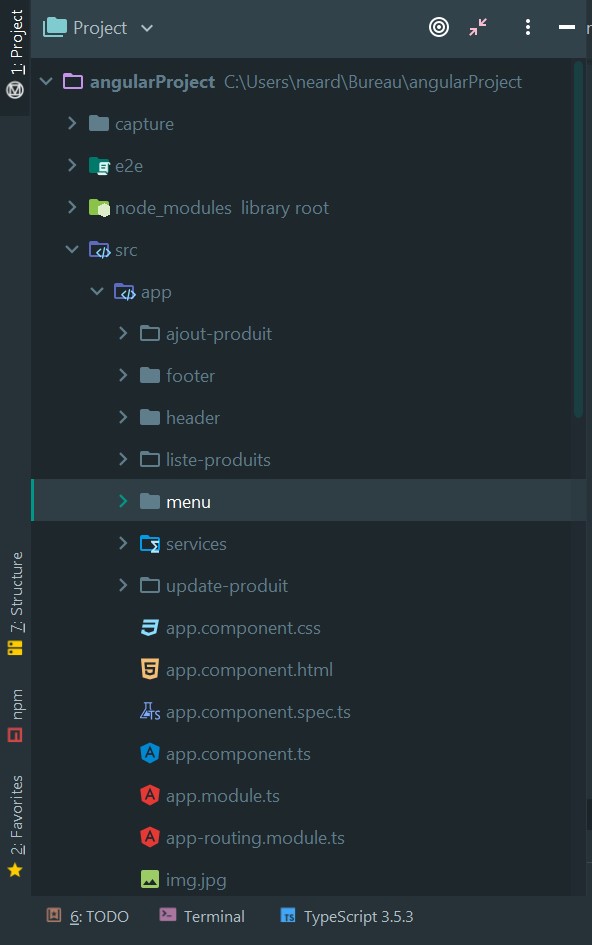 1: Project
Project
angularProject C:\Users\neard\Bureau\angularProject
capture
e2e
node_modules library root
src
app
ajout-produit
footer
header
liste-produits
menu
services
update-produit
app.component.css
app.component.html
app.component.spec.ts
app.component.ts
app.module.ts
app-routing.module.ts
img.jpg
7: Structure
npm
2: Favorites
6: TODO
Terminal
TypeScript 3.5.3